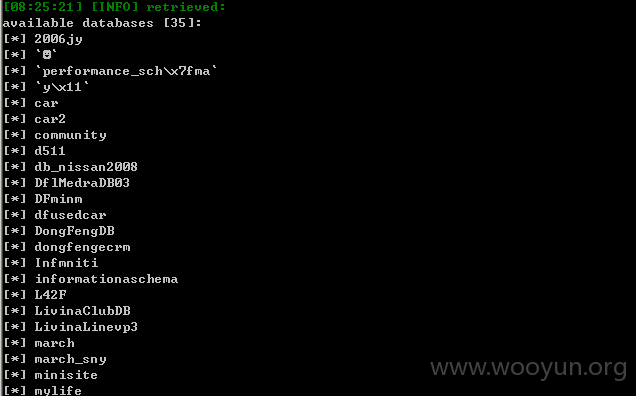 [08:25:21] [INFO] retrieved:
available databases [35]:
[*] 2006jy
[*] `☻`
[*] `performance_sch\x7fma`
[*] `y\x11`
[*] car
[*] car2
[*] community
[*] d511
[*] db_nissan2008
[*] DflMedraDB03
[*] DFminm
[*] dfusedcar
[*] DongFengDB
[*] dongfengecrm
[*] Infmniti
[*] informationaschema
[*] L42F
[*] LivinaClubDB
[*] LivinaLinevp3
[*] march
[*] march_sny
[*] minisite
[*] mylife
www.wooyun.org